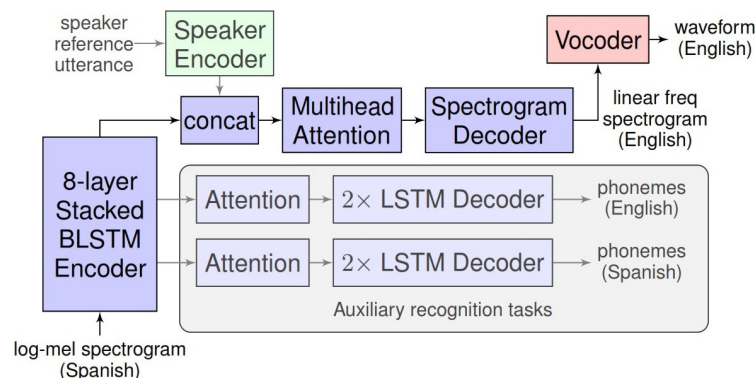 speaker
reference
utterance
Speaker
Encoder
Vocoder
waveform
(English)
concat
Multihead
Attention
Spectrogram
Decoder
linear freq
spectrogram
(English)
8-layer
Stacked
BLSTM
Encoder
Attention
2× LSTM Decoder
phonemes
(English)
Attention
2× LSTM Decoder
phonemes
(Spanish)
Auxiliary recognition tasks
log-mel spectrogram
(Spanish)